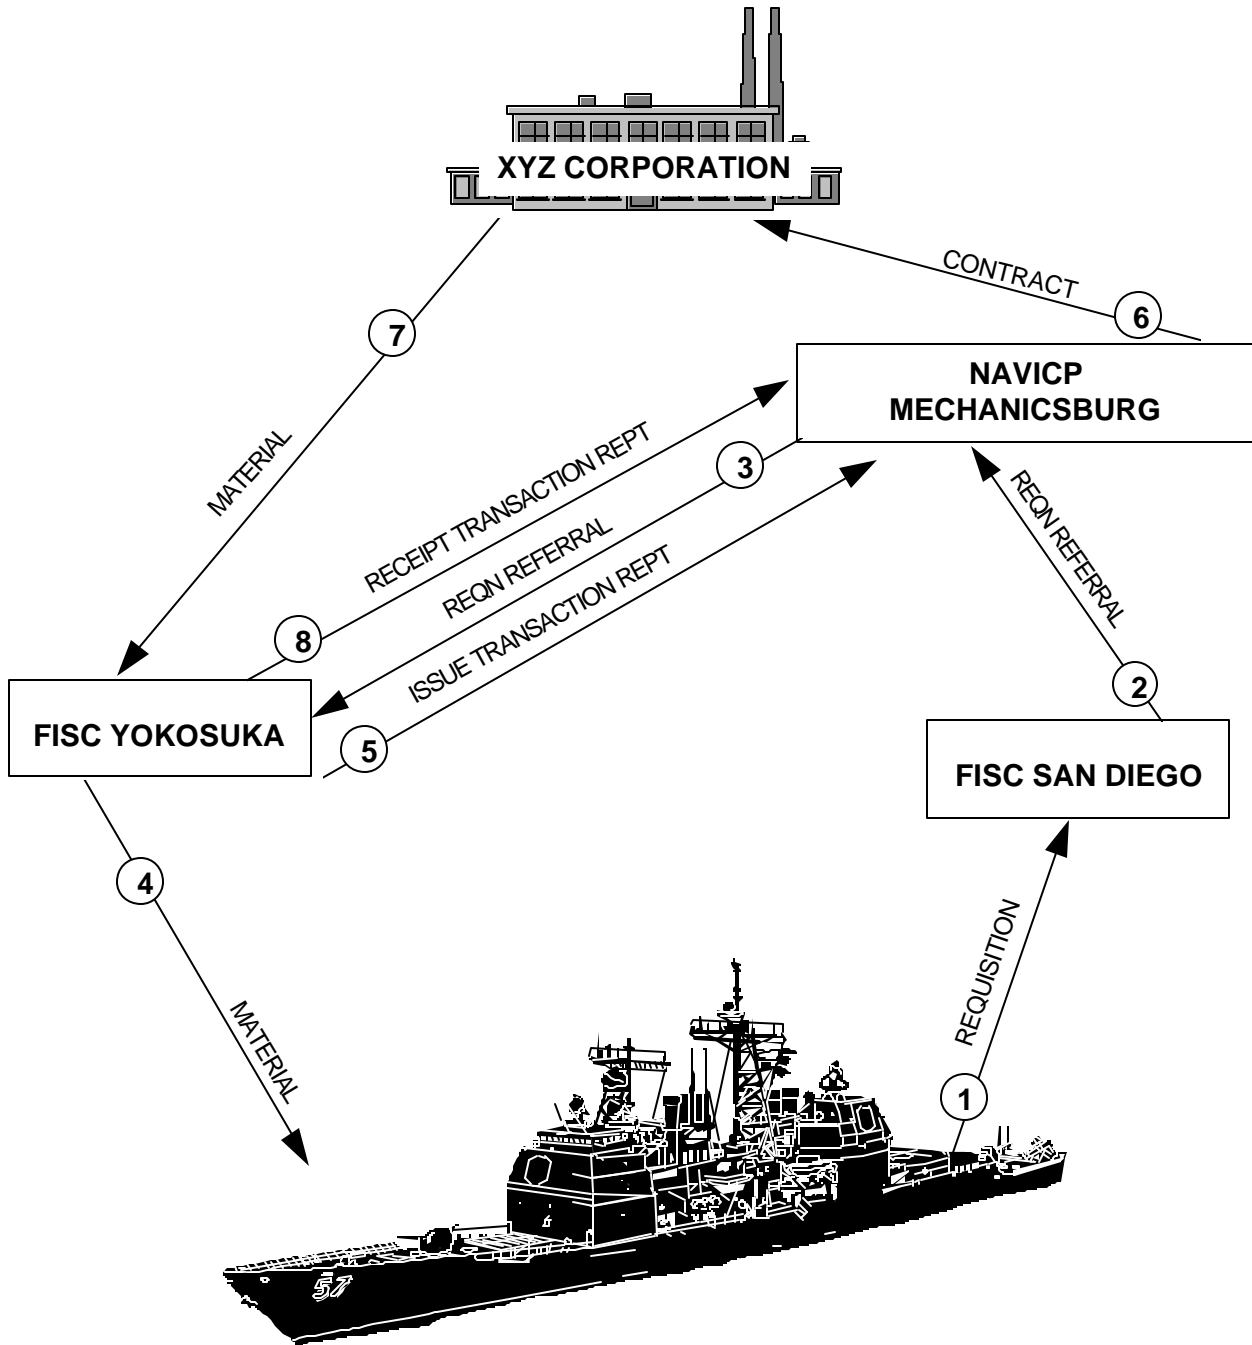 XYZ CORPORATION
CONTRACT
6
7
NAVICP
MECHANICSBURG
MATERIAL
RECEIPT TRANSACTION REPT
3
REQN REFERRAL
REQN REFERRAL
ISSUE TRANSACTION REPT
8
2
FISC YOKOSUKA
5
FISC SAN DIEGO
4
REQUISITION
MATERIAL
1
57